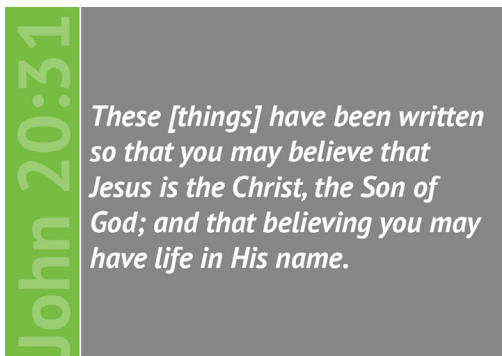 John 20:31
These [things] have been written
so that you may believe that
Jesus is the Christ, the Son of
God; and that believing you may
have life in His name.